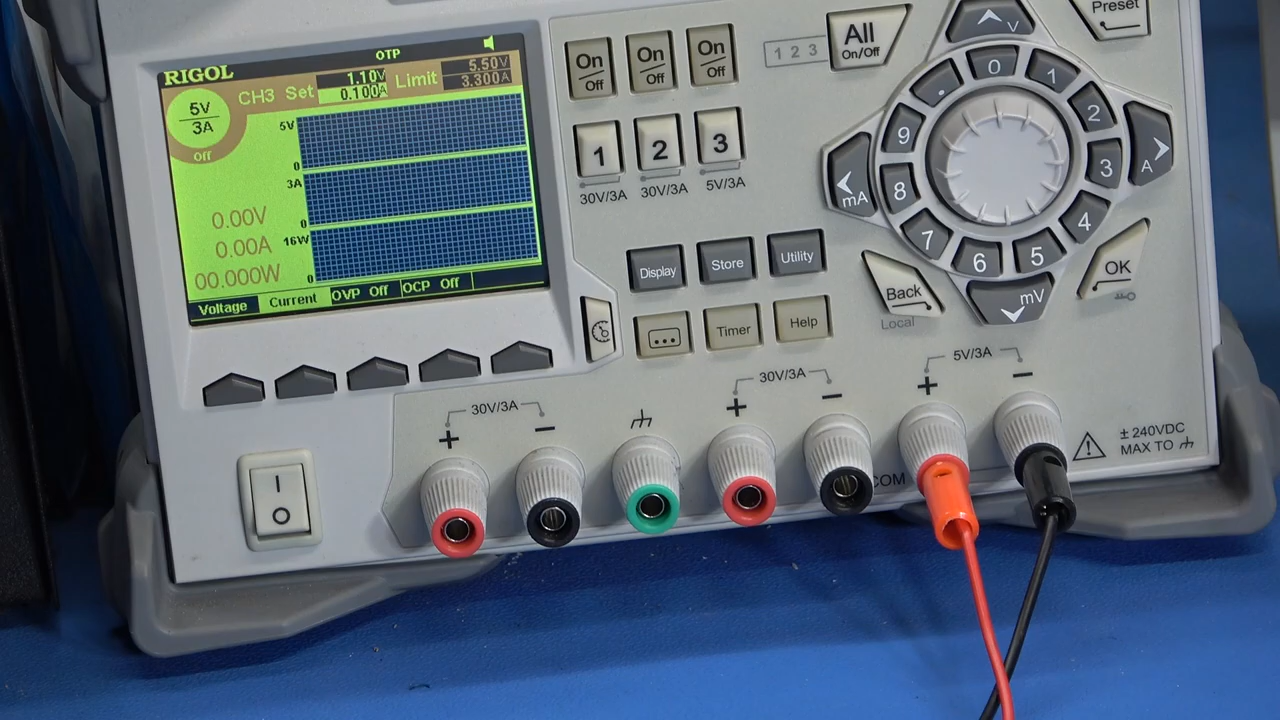 OTP
RIGOL
CH3 Set 1.10V Limit 5.50V
0.100A 3.300A
5V
3A
Off
5V
0
3A
0
16W
0
0.00V
0.00A
00.000W
Voltage Current OVP Off OCP Off
On
Off
On
Off
On
Off
1 2 3
All
On/Off
Preset
1
2
3
30V/3A
30V/3A
5V/3A
V
.
0
1
2
3
4
5
6
7
8
9
mA
A
mV
Display
Store
Utility
Back
Local
OK
...
Timer
Help
30V/3A
+
−
30V/3A
+
−
5V/3A
+
−
COM
±240VDC
MAX TO
I
O